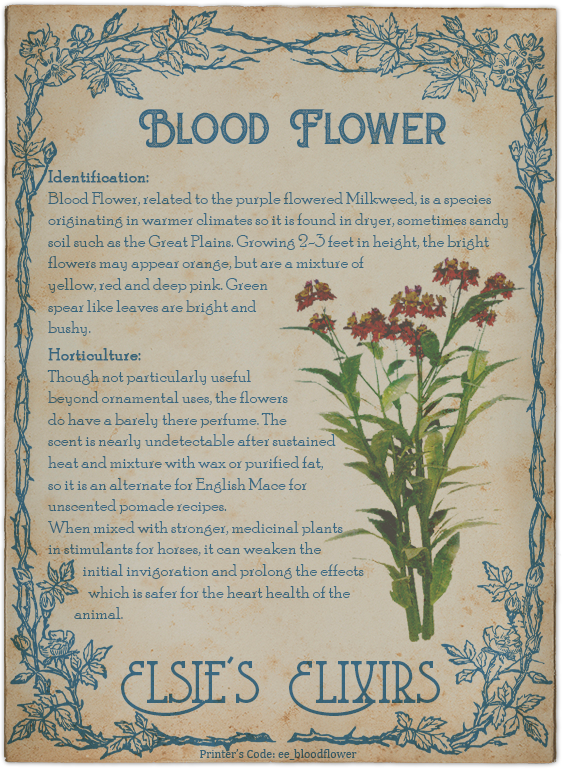 Blood Flower
Identification:
Blood Flower, related to the purple flowered Milkweed, is a species
originating in warmer climates so it is found in dryer, sometimes sandy
soil such as the Great Plains. Growing 2-3 feet in height, the bright
flowers may appear orange, but are a mixture of
yellow, red and deep pink. Green
spear like leaves are bright and
bushy.
Horticulture:
Though not particularly useful
beyond ornamental uses, the flowers
do have a barely there perfume. The
scent is nearly undetectable after sustained
heat and mixture with wax or purified fat,
so it is an alternate for English Mace for
unscented pomade recipes.
When mixed with stronger, medicinal plants
in stimulants for horses, it can weaken the
initial invigoration and prolong the effects
which is safer for the heart health of the
animal.
Elsie's Elixirs
Printer's Code: ee_bloodflower